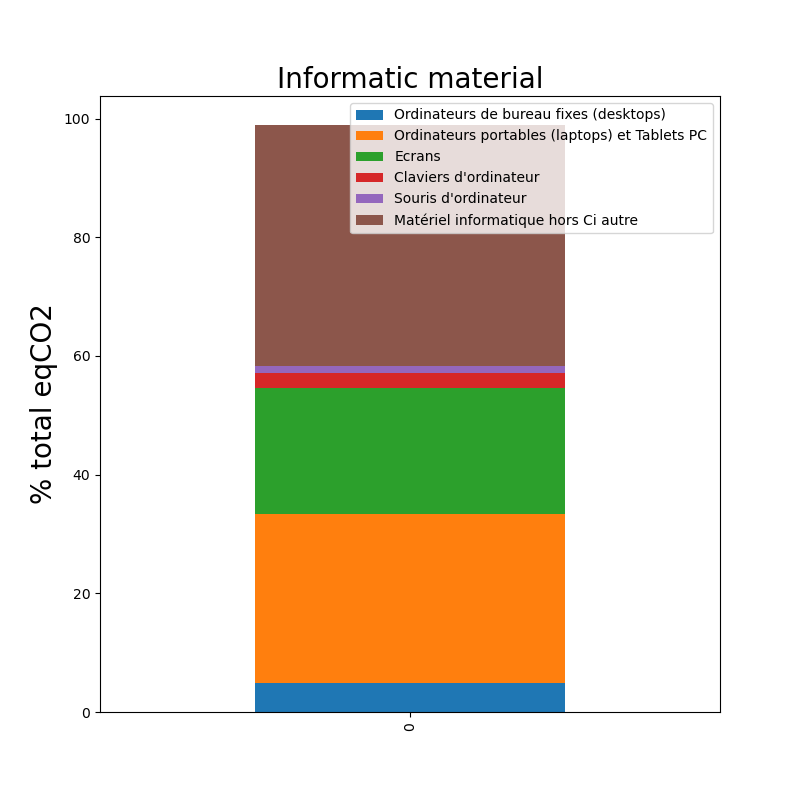 Informatic material
Ordinateurs de bureau fixes (desktops)
Ordinateurs portables (laptops) et Tablets PC
Ecrans
Claviers d'ordinateur
Souris d'ordinateur
Matériel informatique hors Ci autre
% total eqCO2
100
80
60
40
20
0
0